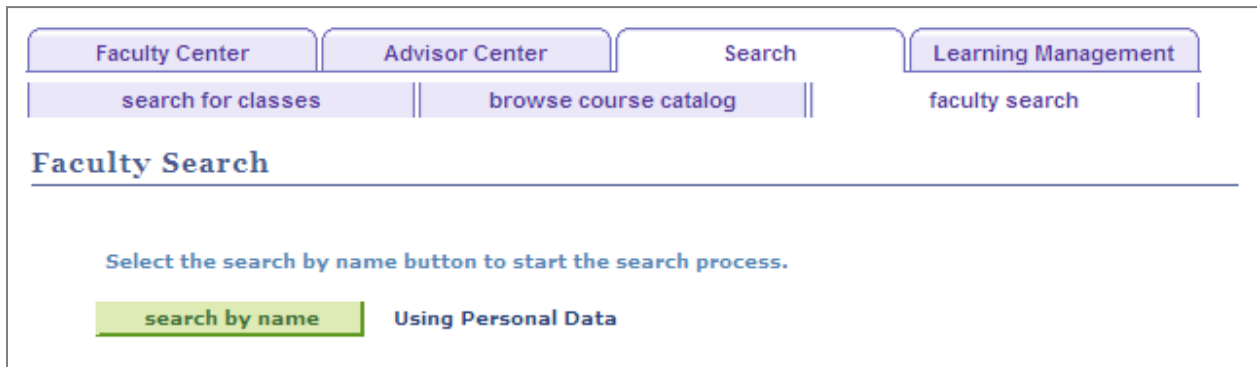 Faculty Center Advisor Center Search Learning Management
search for classes browse course catalog faculty search
Faculty Search
Select the search by name button to start the search process.
search by name Using Personal Data